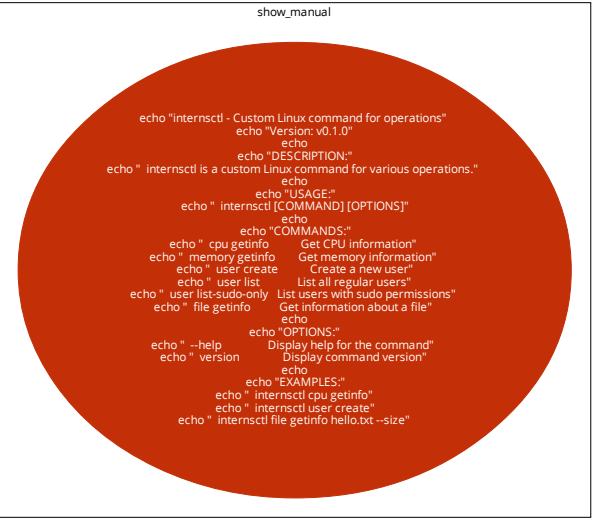 show_manual
echo "internsctl - Custom Linux command for operations"
echo "Version: v0.1.0"
echo
echo "DESCRIPTION:"
echo "  internsctl is a custom Linux command for various operations."
echo
echo "USAGE:"
echo "  internsctl [COMMAND] [OPTIONS]"
echo
echo "COMMANDS:"
echo "  cpu getinfo          Get CPU information"
echo "  memory getinfo       Get memory information"
echo "  user create          Create a new user"
echo "  user list            List all regular users"
echo "  user list-sudo-only   List users with sudo permissions"
echo "  file getinfo         Get information about a file"
echo
echo "OPTIONS:"
echo "  --help               Display help for the command"
echo "  version              Display command version"
echo
echo "EXAMPLES:"
echo "  internsctl cpu getinfo"
echo "  internsctl user create"
echo "  internsctl file getinfo hello.txt --size"